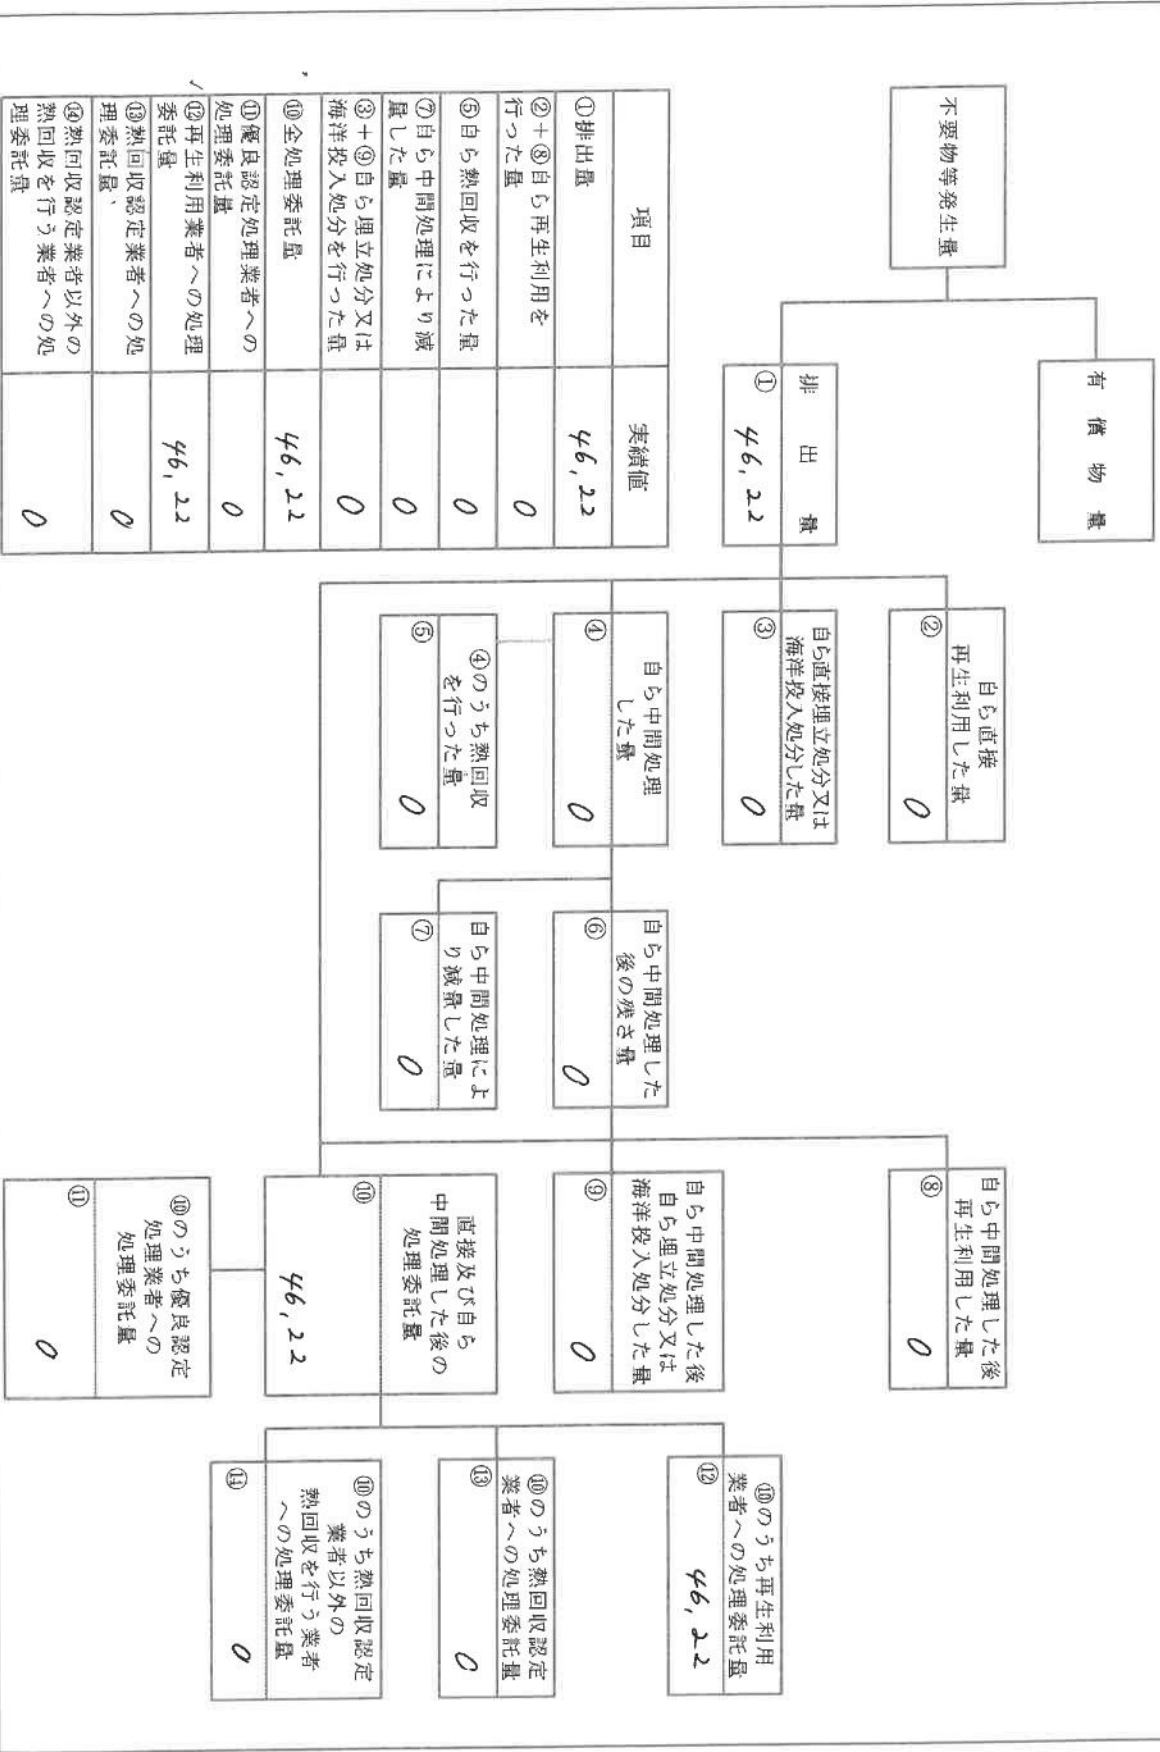 有償物量
不要物等発生量
排出量
①
46,22
自ら直接
再生利用した量
②
0
自ら直接埋立処分又は
海洋投入処分した量
③
0
自ら中間処理
した量
④
0
④のうち熱回収
を行った量
⑤
0
自ら中間処理した
後の残さ量
⑥
0
自ら中間処理によ
り減量した量
⑦
0
自ら中間処理した後
再生利用した量
⑧
0
自ら中間処理した後
自ら埋立処分又は
海洋投入処分した量
⑨
0
直接及び自ら
中間処理した後の
処理委託量
⑩
46,22
⑩のうち優良認定
処理業者への
処理委託量
⑪
0
⑩のうち再生利用
業者への処理委託量
⑫
46,22
⑩のうち熱回収認定
業者への処理委託量
⑬
0
⑩のうち熱回収認定
業者以外の
熱回収を行う業者
への処理委託量
⑭
0
項目 実績値
①排出量 46,22
②+⑧自ら再生利用を
行った量 0
⑤自ら熱回収を行った量 0
⑦自ら中間処理により減
量した量 0
③+⑨自ら埋立処分又は
海洋投入処分を行った量 0
⑩全処理委託量 46,22
⑪優良認定処理業者への
処理委託量 0
⑫再生利用業者への処理
委託量 46,22
⑬熱回収認定業者への処
理委託量、 0
⑭熱回収認定業者以外の
熱回収を行う業者への処
理委託量 0